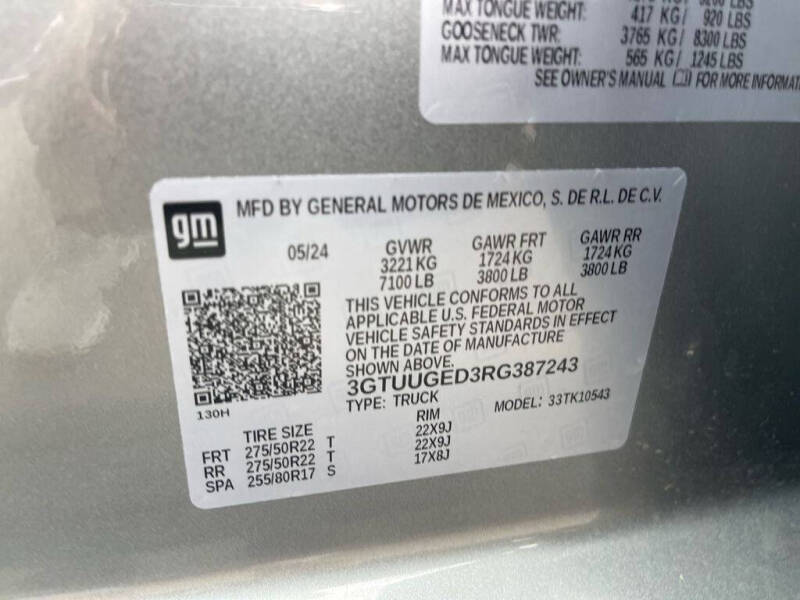 MAX TONGUE WEIGHT: 417 KG/ 920 LBS
GOOSENECK TWR: 3765 KG/ 8300 LBS
MAX TONGUE WEIGHT: 565 KG/ 1245 LBS
SEE OWNER'S MANUAL FOR MORE INFORMAT
gm MFD BY GENERAL MOTORS DE MEXICO, S. DE R.L. DE C.V.
05/24 GVWR GAWR FRT GAWR RR
3221 KG 1724 KG 1724 KG
7100 LB 3800 LB 3800 LB
THIS VEHICLE CONFORMS TO ALL
APPLICABLE U.S. FEDERAL MOTOR
VEHICLE SAFETY STANDARDS IN EFFECT
ON THE DATE OF MANUFACTURE
SHOWN ABOVE.
3GTUUGED3RG387243
TYPE: TRUCK MODEL: 33TK10543
130H
TIRE SIZE RIM
FRT 275/50R22 T 22X9J
RR 275/50R22 T 22X9J
SPA 255/80R17 S 17X8J